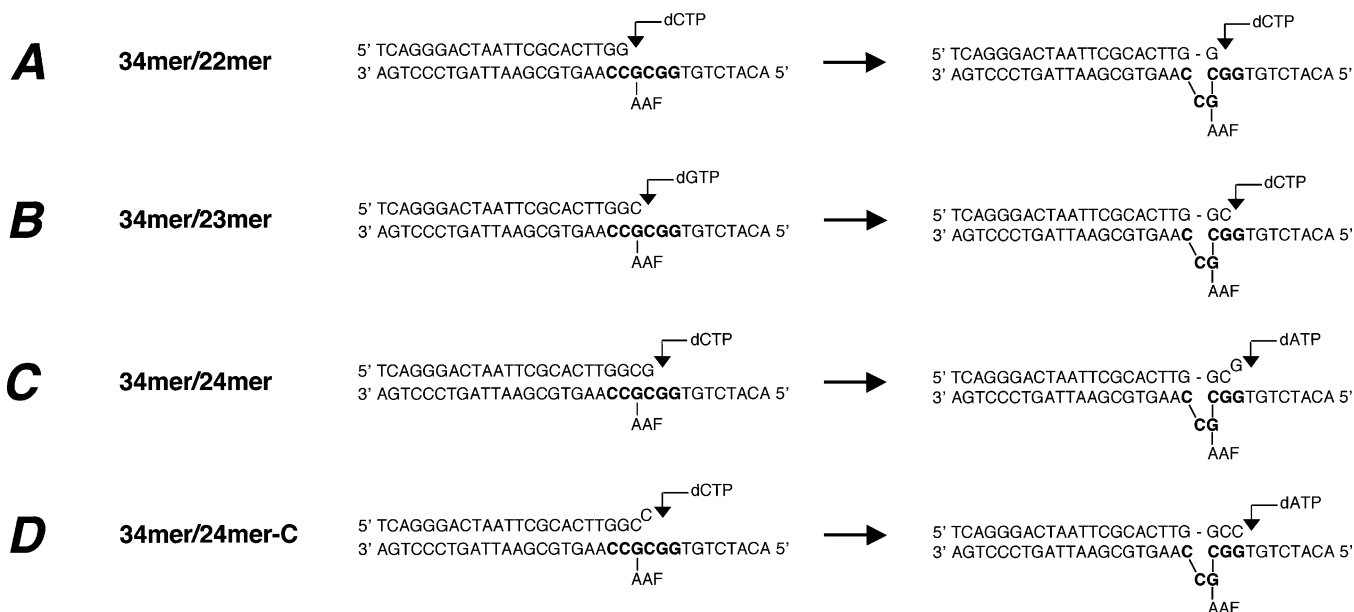 dCTP dCTP
A 34mer/22mer 5’ TCAGGGACTAATTCGCACTTGG 5’ TCAGGGACTAATTCGCACTTG - G
3’ AGTCCCTGATTAAGCGTGAACCGCGGTGTCTACA 5’ 3’ AGTCCCTGATTAAGCGTGAAC CGGTGTCTACA 5’
AAF CG
AAF
dGTP dCTP
B 34mer/23mer 5’ TCAGGGACTAATTCGCACTTGGC 5’ TCAGGGACTAATTCGCACTTG - GC
3’ AGTCCCTGATTAAGCGTGAACCGCGGTGTCTACA 5’ 3’ AGTCCCTGATTAAGCGTGAAC CGGTGTCTACA 5’
AAF CG
AAF
dCTP dATP
C 34mer/24mer 5’ TCAGGGACTAATTCGCACTTGGCG 5’ TCAGGGACTAATTCGCACTTG - GCG
3’ AGTCCCTGATTAAGCGTGAACCGCGGTGTCTACA 5’ 3’ AGTCCCTGATTAAGCGTGAAC CGGTGTCTACA 5’
AAF CG
AAF
dCTP dATP
D 34mer/24mer-C 5’ TCAGGGACTAATTCGCACTTGGCC 5’ TCAGGGACTAATTCGCACTTG - GCC
3’ AGTCCCTGATTAAGCGTGAACCGCGGTGTCTACA 5’ 3’ AGTCCCTGATTAAGCGTGAAC CGGTGTCTACA 5’
AAF CG
AAF